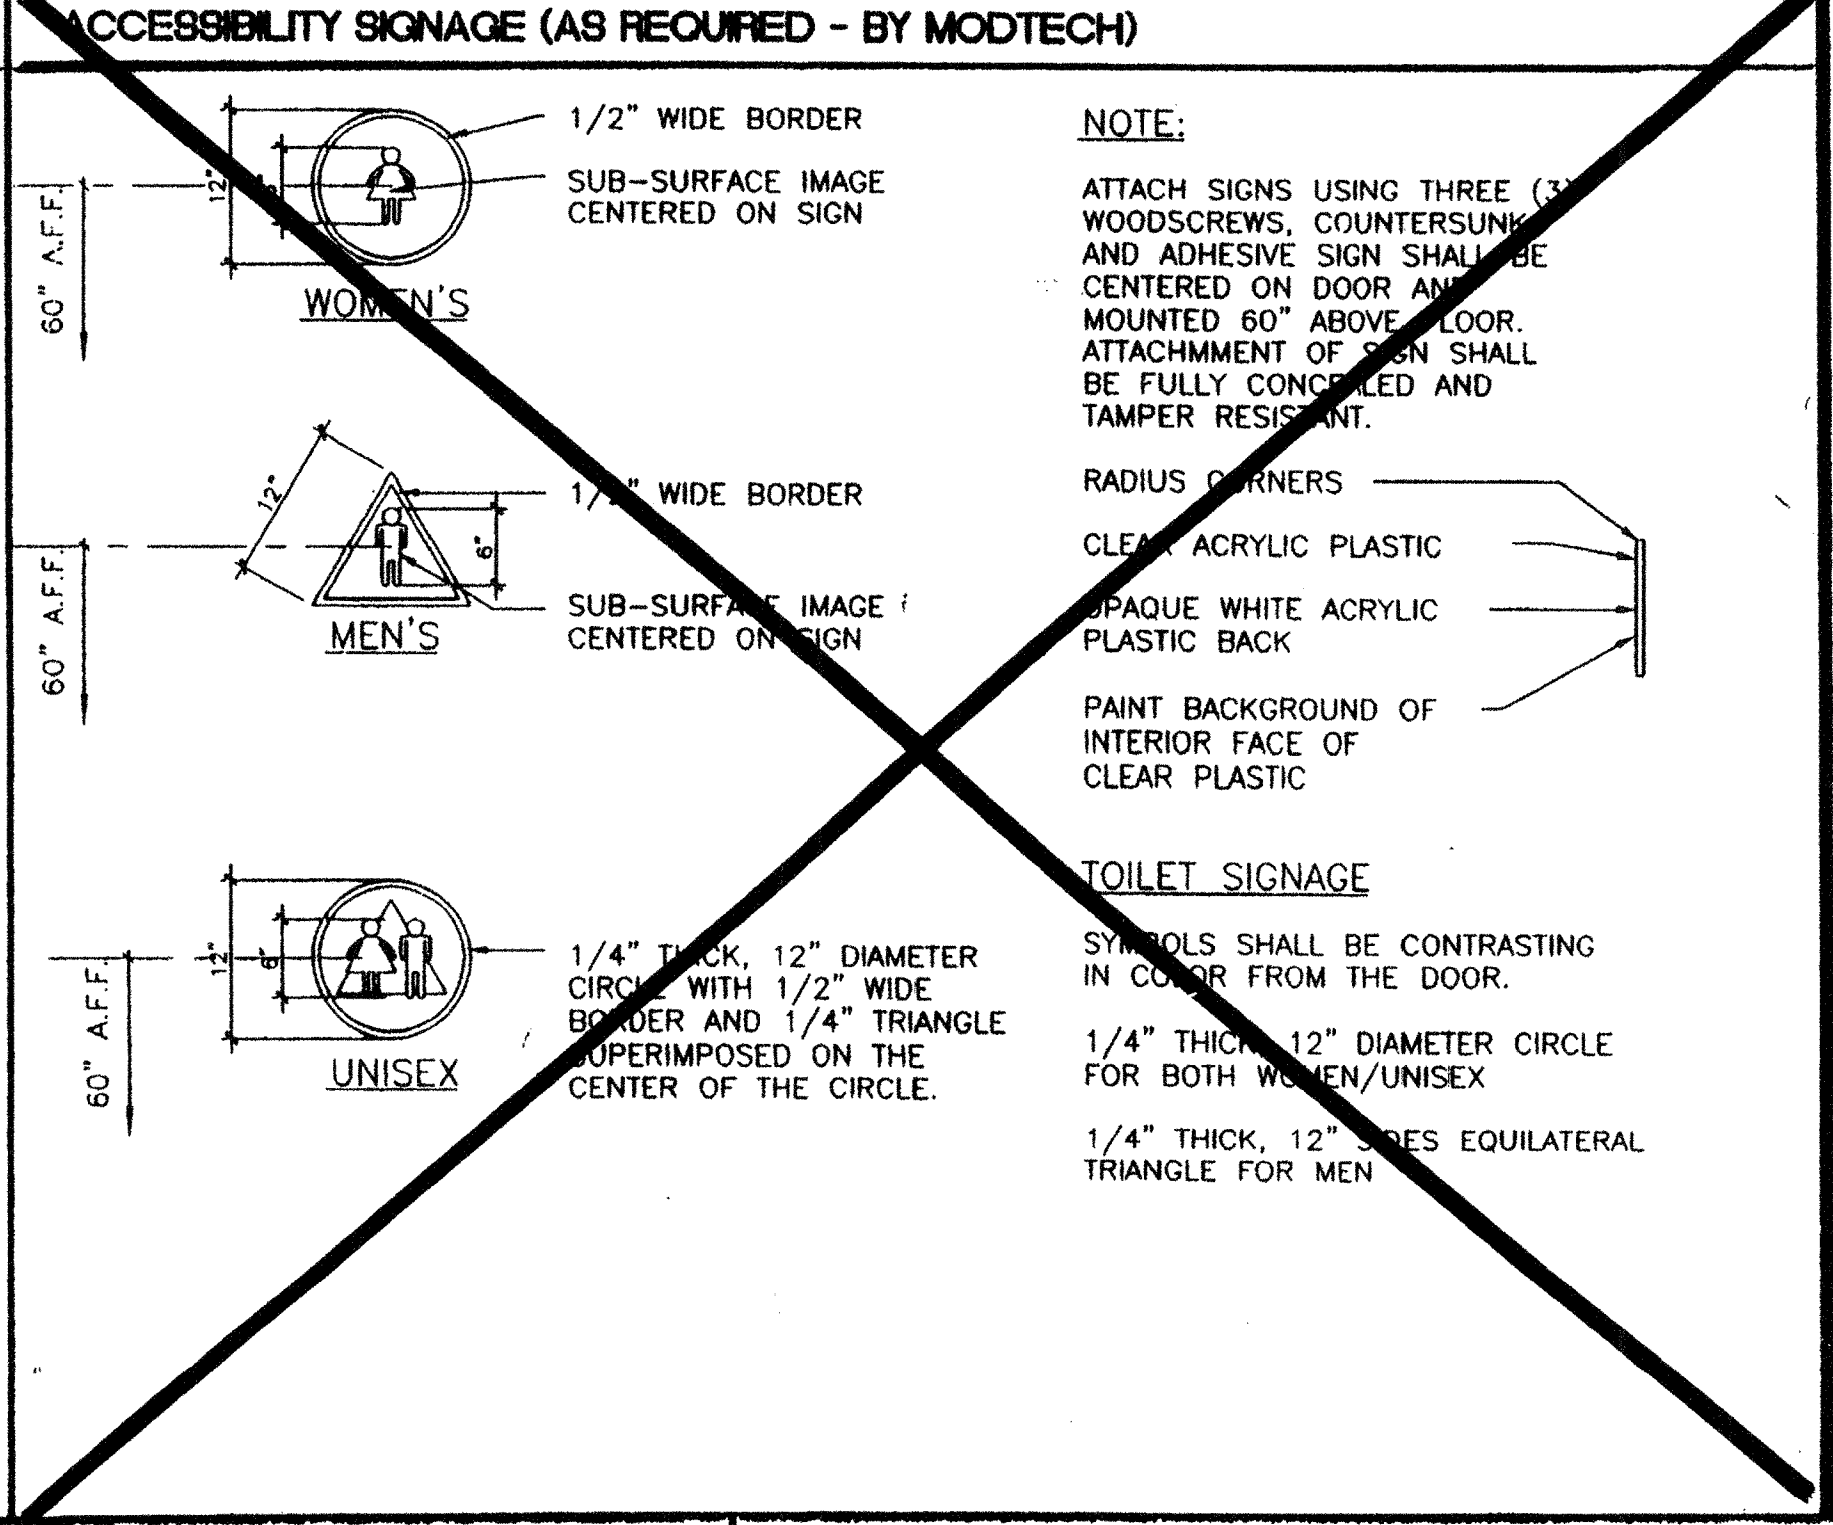 ACCESSIBILITY SIGNAGE (AS REQUIRED - BY MODTECH)
12"
60" A.F.F.
1/2" WIDE BORDER
SUB-SURFACE IMAGE
CENTERED ON SIGN
WOMEN'S
12"
6"
60" A.F.F.
1/2" WIDE BORDER
SUB-SURFACE IMAGE
CENTERED ON SIGN
MEN'S
12"
6"
60" A.F.F.
1/4" THICK, 12" DIAMETER
CIRCLE WITH 1/2" WIDE
BORDER AND 1/4" TRIANGLE
SUPERIMPOSED ON THE
CENTER OF THE CIRCLE.
UNISEX
NOTE:
ATTACH SIGNS USING THREE (3)
WOODSCREWS, COUNTERSUNK
AND ADHESIVE SIGN SHALL BE
CENTERED ON DOOR AND
MOUNTED 60" ABOVE FLOOR.
ATTACHMMENT OF SIGN SHALL
BE FULLY CONCEALED AND
TAMPER RESISTANT.
RADIUS CORNERS
CLEAR ACRYLIC PLASTIC
OPAQUE WHITE ACRYLIC
PLASTIC BACK
PAINT BACKGROUND OF
INTERIOR FACE OF
CLEAR PLASTIC
TOILET SIGNAGE
SYMBOLS SHALL BE CONTRASTING
IN COLOR FROM THE DOOR.
1/4" THICK, 12" DIAMETER CIRCLE
FOR BOTH WOMEN/UNISEX
1/4" THICK, 12" SIDES EQUILATERAL
TRIANGLE FOR MEN